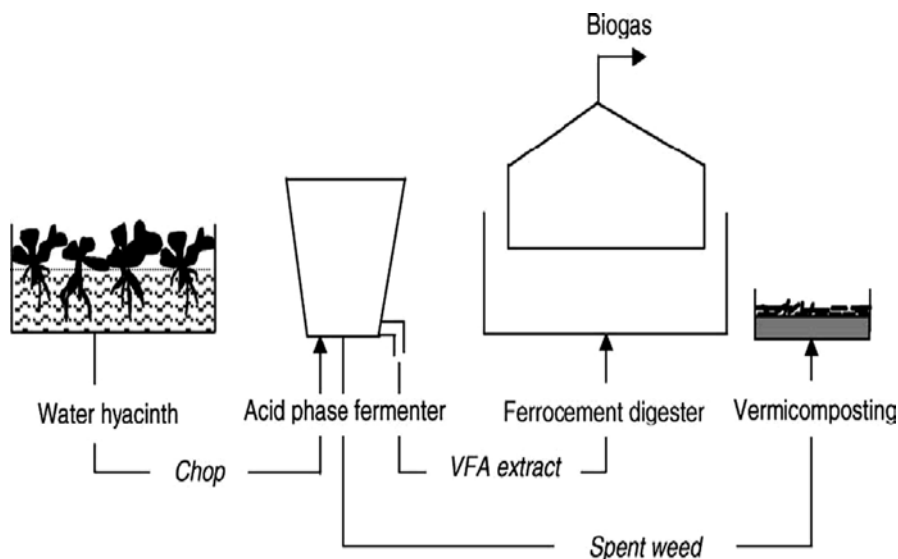 Biogas
Water hyacinth
Acid phase fermenter
Ferrocement digester
Vermicomposting
Chop
VFA extract
Spent weed